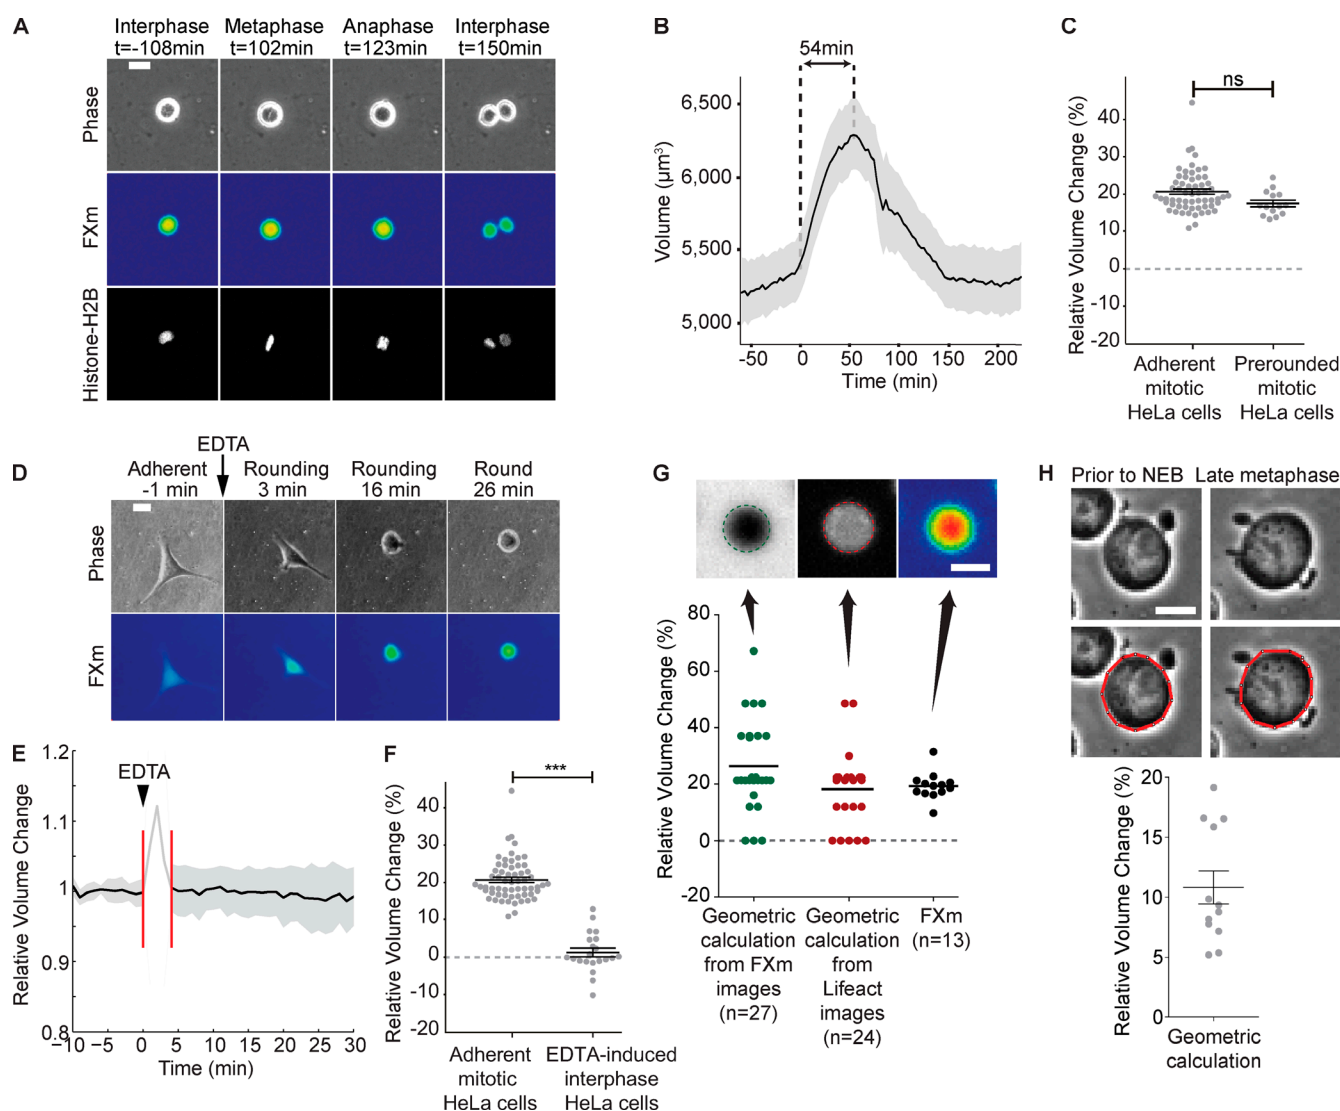 A
Interphase
t=-108min
Metaphase
t=102min
Anaphase
t=123min
Interphase
t=150min
Phase
FXm
Histone-H2B
B
54min
Volume (µm³)
6,500
6,000
5,500
5,000
-50 0 50 100 150 200
Time (min)
C
ns
Relative Volume Change (%)
40
30
20
10
0
-10
-20
Adherent
mitotic
HeLa cells
Prerounded
mitotic
HeLa cells
D
EDTA
Adherent
-1 min
Rounding
3 min
Rounding
16 min
Round
26 min
Phase
FXm
E
EDTA
Relative Volume Change
1.2
1.1
1
0.9
0.8
−10 −5 0 5 10 15 20 25 30
Time (min)
F
***
Relative Volume Change (%)
40
30
20
10
0
-10
-20
Adherent
mitotic
HeLa cells
EDTA-induced
interphase
HeLa cells
G
Relative Volume Change (%)
80
60
40
20
0
-20
Geometric
calculation
from FXm
images
(n=27)
Geometric
calculation
from
Lifeact
images
(n=24)
FXm
(n=13)
H
Prior to NEB
Late metaphase
Relative Volume Change (%)
20
15
10
5
0
Geometric
calculation